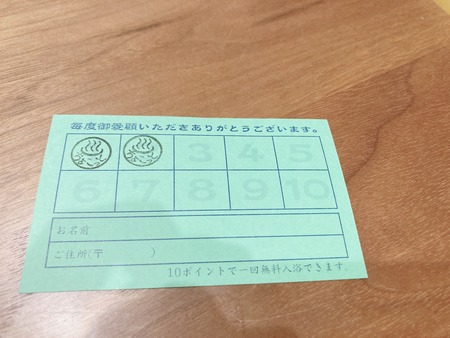 毎度御愛顧いただきありがとうございます。
3 4 5
6 7 8 9 10
お名前
ご住所(〒　　　)
10ポイントで一回無料入浴できます。